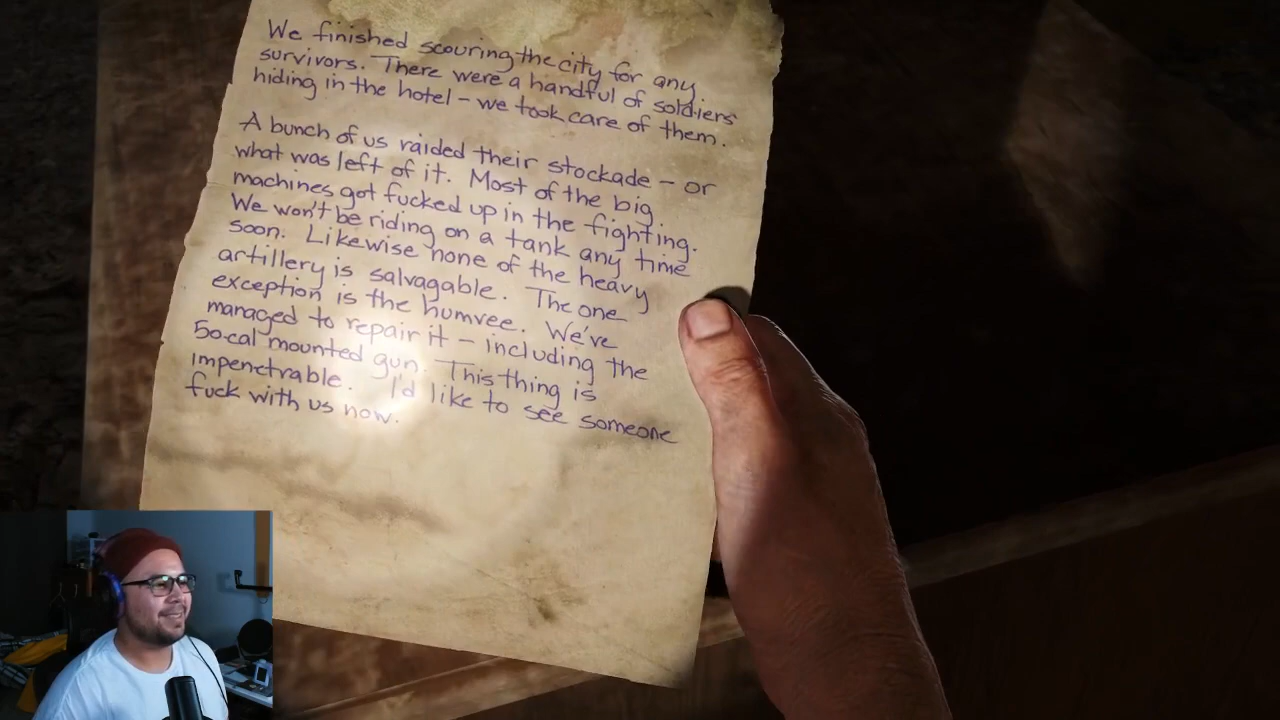 We finished scouring the city for any
survivors. There were a handful of soldiers
hiding in the hotel - we took care of them.
A bunch of us raided their stockade - or
what was left of it. Most of the big
machines got fucked up in the fighting.
We won't be riding on a tank any time
soon. Likewise none of the heavy
artillery is salvagable. The one
exception is the humvee. We've
managed to repair it - including the
50.cal mounted gun. This thing is
impenetrable. I'd like to see someone
fuck with us now.